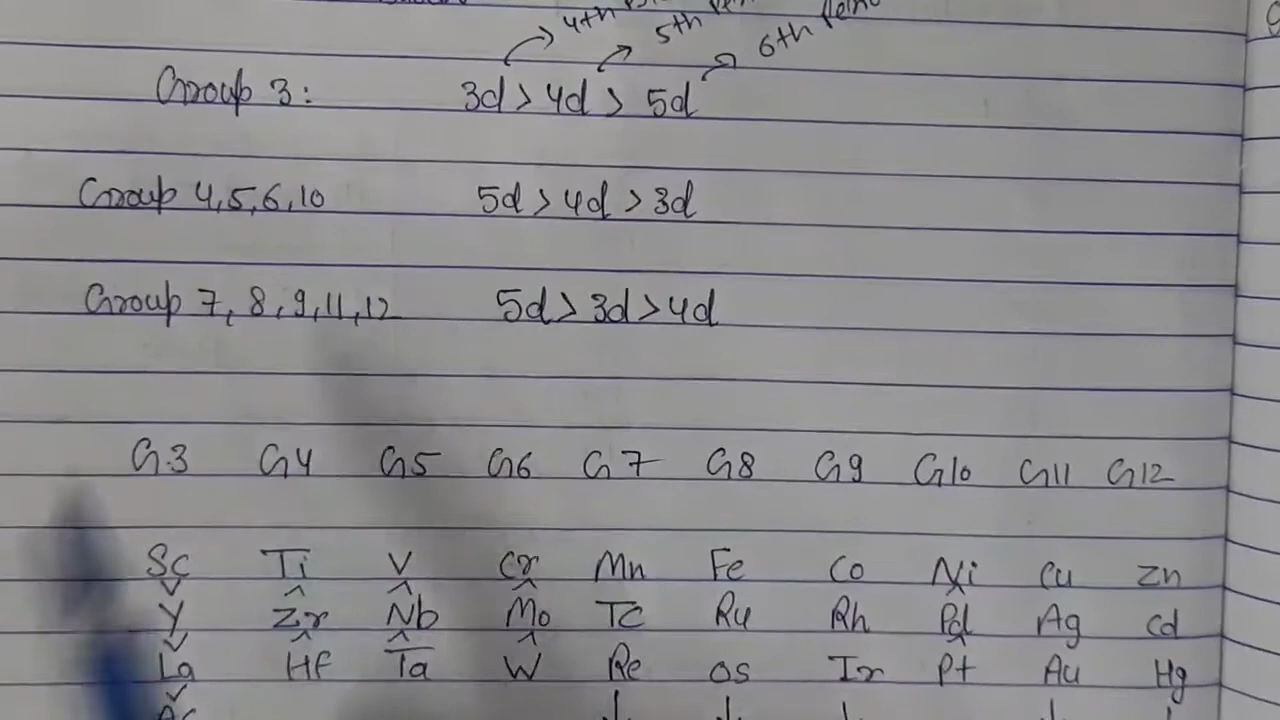 4th 5th 6th
Group 3: 3d > 4d > 5d
Group 4,5,6,10 5d > 4d > 3d
Group 7, 8, 9, 11, 12 5d > 3d > 4d
G3 G4 G5 G6 G7 G8 G9 G10 G11 G12
Sc Ti V Cr Mn Fe Co Ni Cu Zn
Y Zr Nb Mo TC Ru Rh Pd Ag Cd
La Hf Ta W Re Os Ir Pt Au Hg